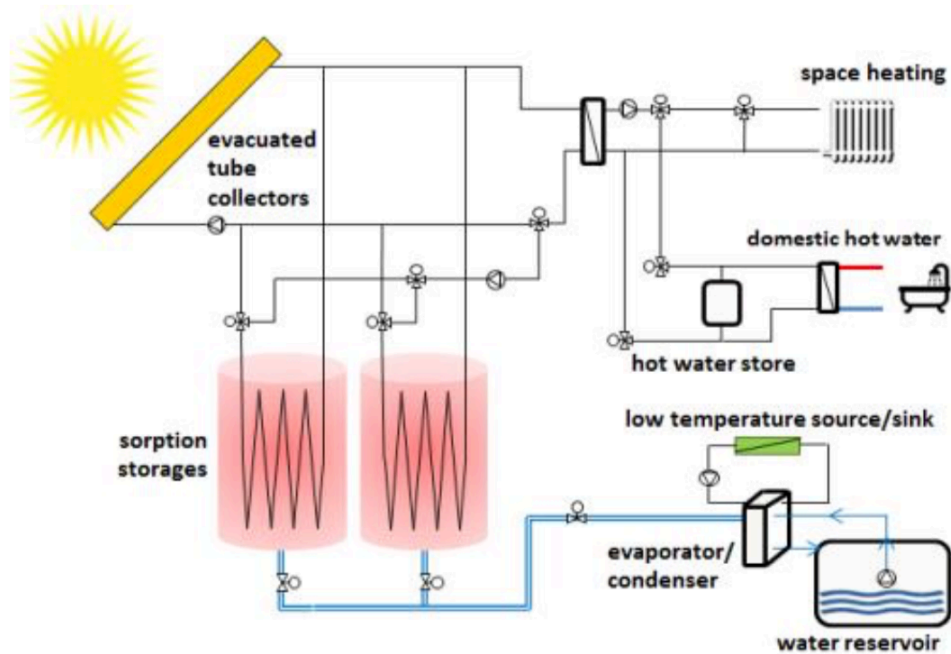 space heating
evacuated
tube
collectors
domestic hot water
hot water store
low temperature source/sink
sorption
storages
evaporator/
condenser
water reservoir